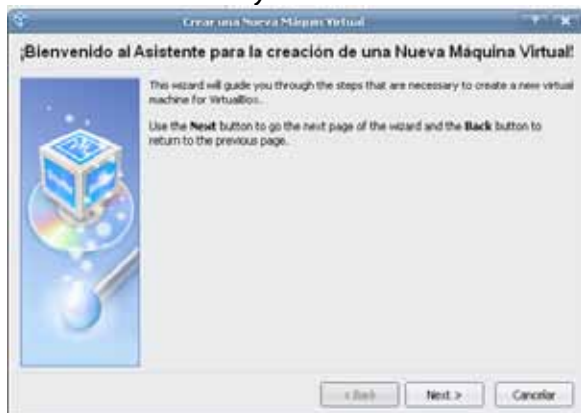 y
Crear una Nueva Máquina Virtual
¡Bienvenido al Asistente para la creación de una Nueva Máquina Virtual!
This wizard will guide you through the steps that are necessary to create a new virtual
machine for VirtualBox.
Use the Next button to go the next page of the wizard and the Back button to
return to the previous page.
< Back
Next >
Cancelar